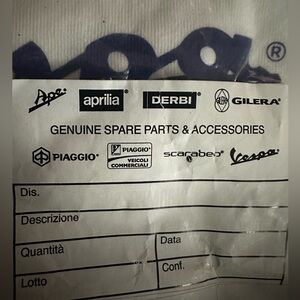 ®
Ape aprilia DERBI GILERA®
GENUINE SPARE PARTS & ACCESSORIES
PIAGGIO® PIAGGIO® VEICOLI COMMERCIALI scarabeo® Vespa
Dis.
Descrizione
Quantità Data
Lotto Conf.